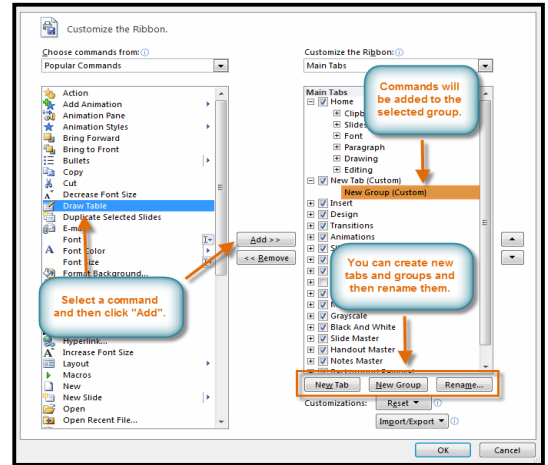 Customize the Ribbon.
Choose commands from:
Popular Commands
Action
Add Animation
Animation Pane
Animation Styles
Bring Forward
Bring to Front
Bullets
Copy
Cut
Decrease Font Size
Draw Table
Duplicate Selected Slides
Font
Font Color
Font Size
Format Background...
Select a command
and then click "Add".
Hyperlink...
Increase Font Size
Layout
Macros
New
New Slide
Open
Open Recent File...
Add >>
<< Remove
Customize the Ribbon:
Main Tabs
Main Tabs
Home
Commands will
be added to the
selected group.
Font
Paragraph
Drawing
Editing
New Tab (Custom)
New Group (Custom)
Insert
Design
Transitions
Animations
You can create new
tabs and groups and
then rename them.
Grayscale
Black And White
Slide Master
Handout Master
Notes Master
Background Removal
New Tab
New Group
Rename...
Customizations:
Reset
Import/Export
OK
Cancel